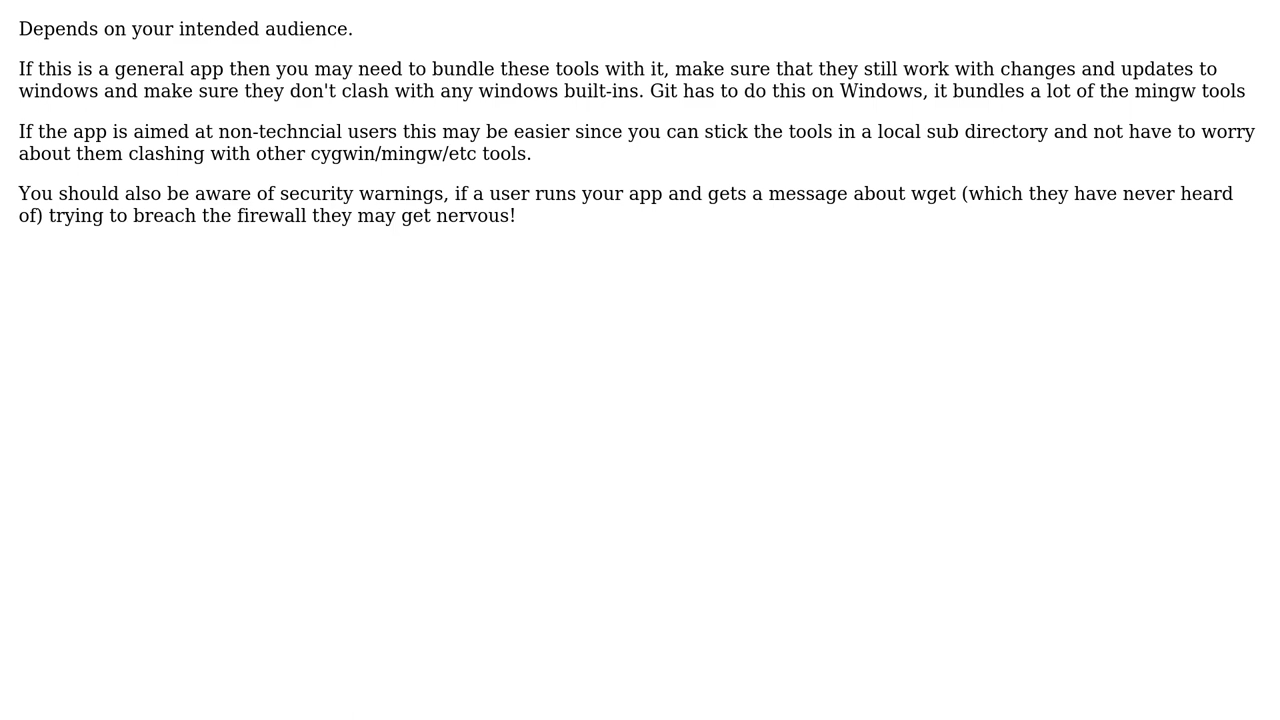 Depends on your intended audience.
If this is a general app then you may need to bundle these tools with it, make sure that they still work with changes and updates to
windows and make sure they don't clash with any windows built-ins. Git has to do this on Windows, it bundles a lot of the mingw tools
If the app is aimed at non-techncial users this may be easier since you can stick the tools in a local sub directory and not have to worry
about them clashing with other cygwin/mingw/etc tools.
You should also be aware of security warnings, if a user runs your app and gets a message about wget (which they have never heard
of) trying to breach the firewall they may get nervous!